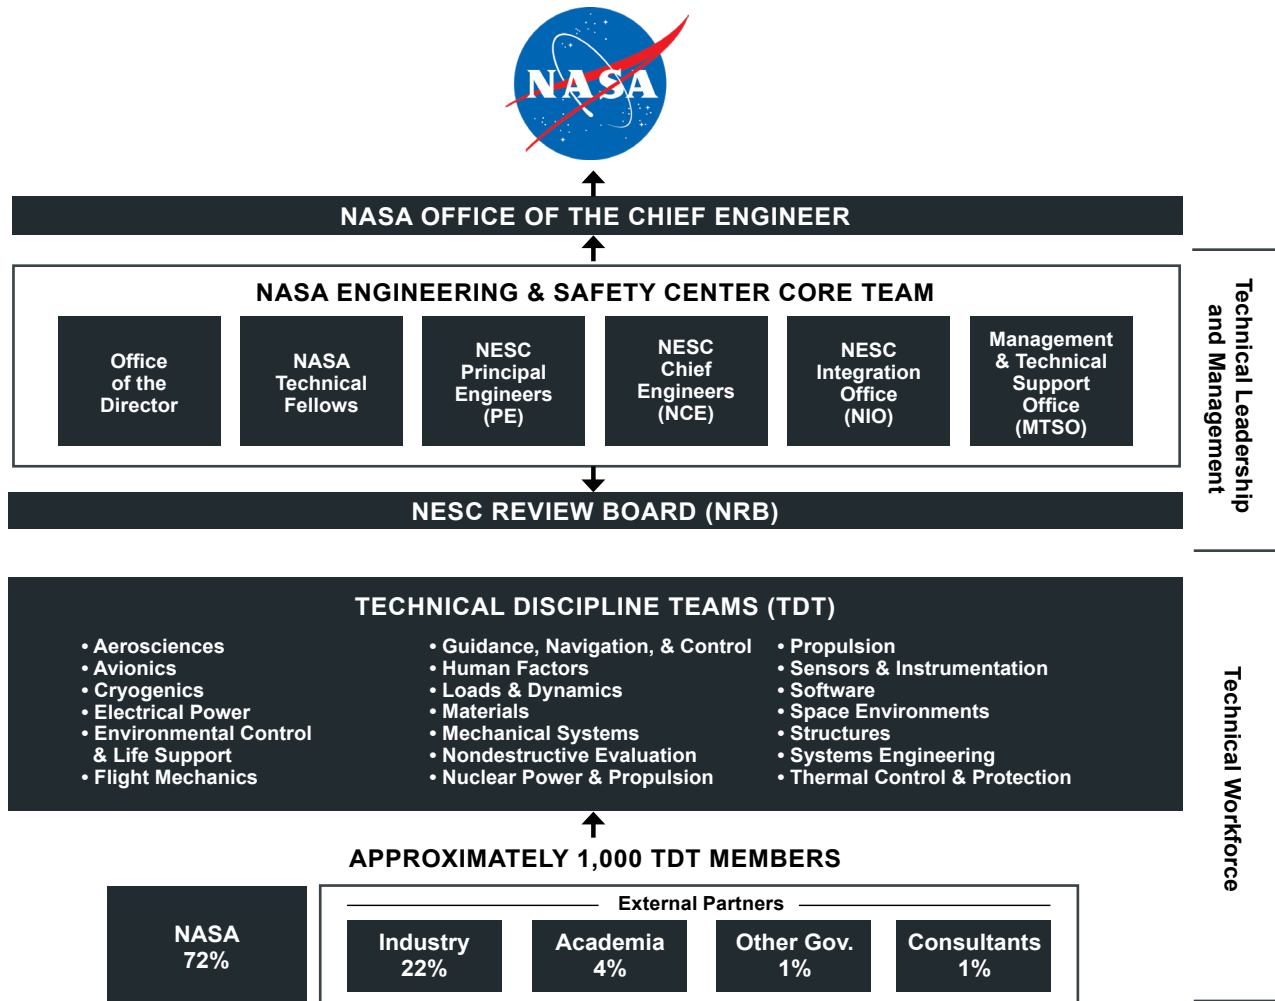 NASA
NASA OFFICE OF THE CHIEF ENGINEER
NASA ENGINEERING & SAFETY CENTER CORE TEAM
Office
of the
Director
NASA
Technical
Fellows
NESC
Principal
Engineers
(PE)
NESC
Chief
Engineers
(NCE)
NESC
Integration
Office
(NIO)
Management
& Technical
Support
Office
(MTSO)
Technical Leadership
and Management
NESC REVIEW BOARD (NRB)
TECHNICAL DISCIPLINE TEAMS (TDT)
• Aerosciences
• Avionics
• Cryogenics
• Electrical Power
• Environmental Control
& Life Support
• Flight Mechanics
• Guidance, Navigation, & Control
• Human Factors
• Loads & Dynamics
• Materials
• Mechanical Systems
• Nondestructive Evaluation
• Nuclear Power & Propulsion
• Propulsion
• Sensors & Instrumentation
• Software
• Space Environments
• Structures
• Systems Engineering
• Thermal Control & Protection
Technical Workforce
APPROXIMATELY 1,000 TDT MEMBERS
NASA
72%
External Partners
Industry
22%
Academia
4%
Other Gov.
1%
Consultants
1%